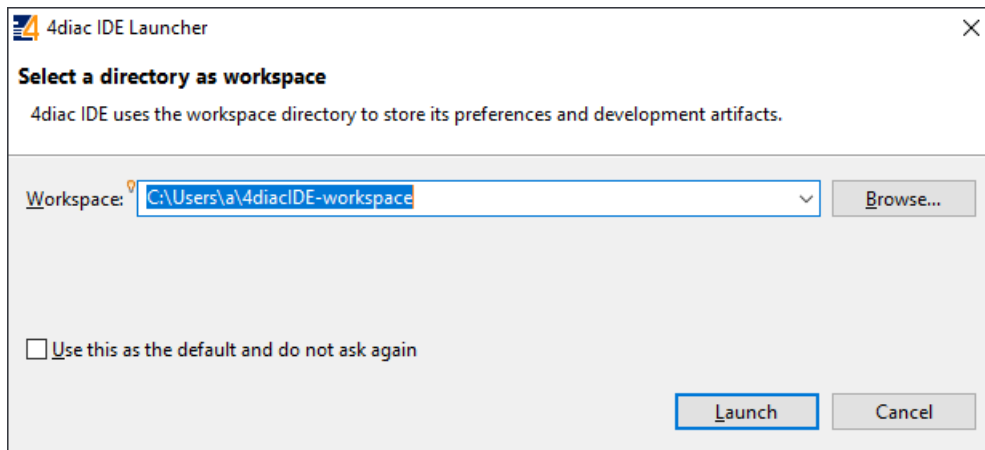 4diac IDE Launcher
Select a directory as workspace
4diac IDE uses the workspace directory to store its preferences and development artifacts.
Workspace: C:\Users\a\4diacIDE-workspace Browse...
Use this as the default and do not ask again
Launch Cancel